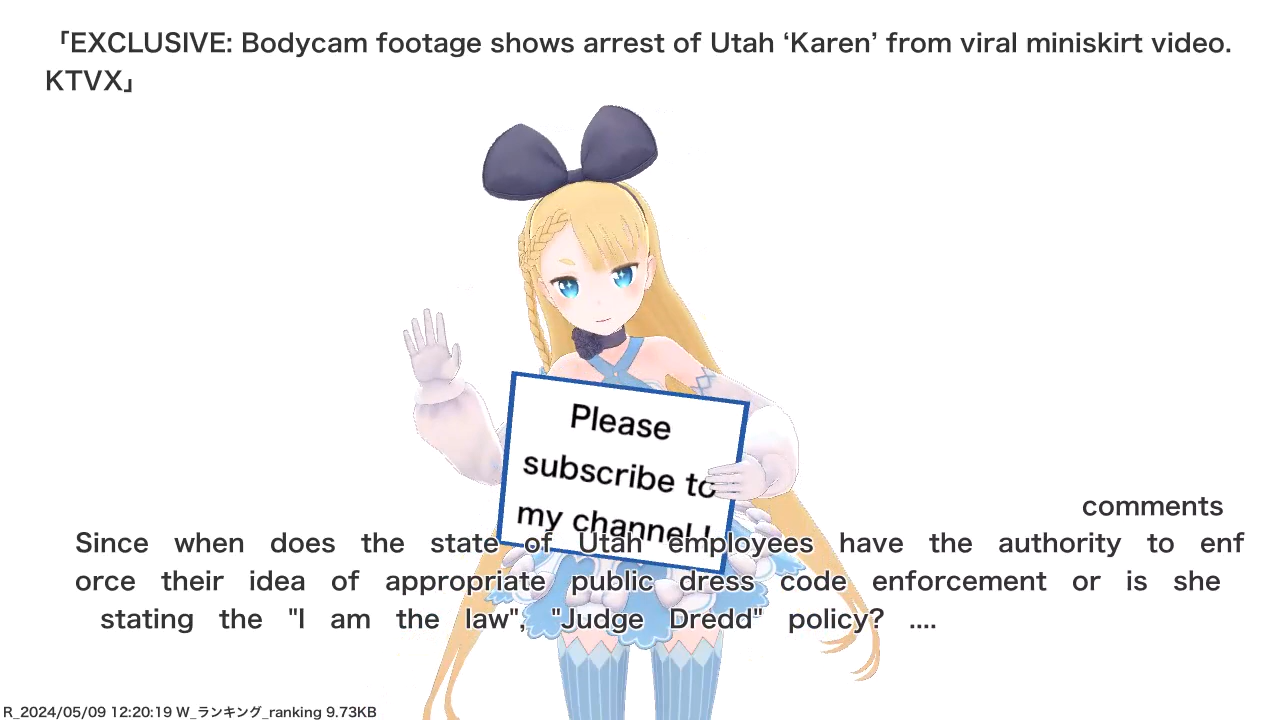 「EXCLUSIVE: Bodycam footage shows arrest of Utah ‘Karen’ from viral miniskirt video.
KTVX」
Please
subscribe to
my channel !
comments
Since when does the state of Utah employees have the authority to enf
orce their idea of appropriate public dress code enforcement or is she
stating the "I am the law", "Judge Dredd" policy? ....
R_2024/05/09 12:20:19 W_ランキング_ranking 9.73KB